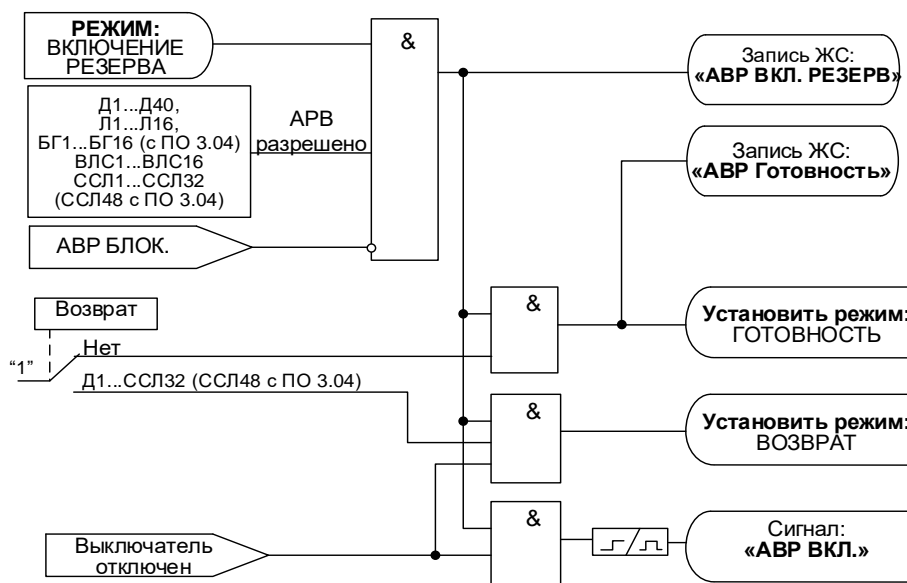 РЕЖИМ:
ВКЛЮЧЕНИЕ
РЕЗЕРВА
&
Запись ЖС:
«АВР ВКЛ. РЕЗЕРВ»
Д1...Д40,
Л1...Л16,
БГ1...БГ16 (с ПО 3.04)
ВЛС1...ВЛС16
ССЛ1...ССЛ32
(ССЛ48 с ПО 3.04)
АРВ
разрешено
Запись ЖС:
«АВР Готовность»
АВР БЛОК.
Возврат
"1"
Нет
Д1...ССЛ32 (ССЛ48 с ПО 3.04)
&
Установить режим:
ГОТОВНОСТЬ
&
Установить режим:
ВОЗВРАТ
Выключатель
отключен
&
Сигнал:
«АВР ВКЛ.»